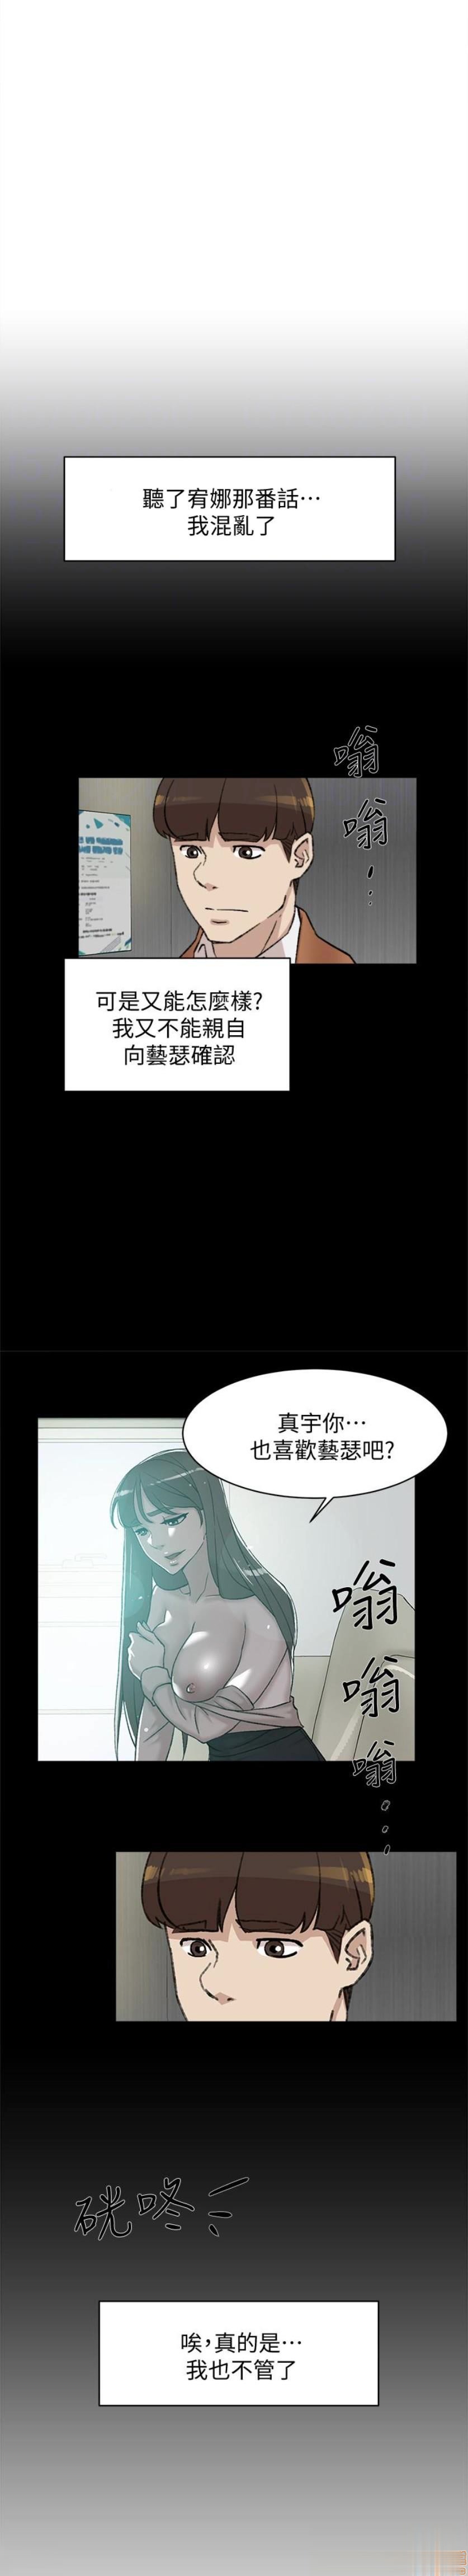 聽了宥娜那番話…
我混亂了
嗡
嗡
可是又能怎麼樣?
我又不能親自
向藝瑟確認
真宇你…
也喜歡藝瑟吧?
嗡
嗡
嗡
硄咚
唉,真的是…
我也不管了